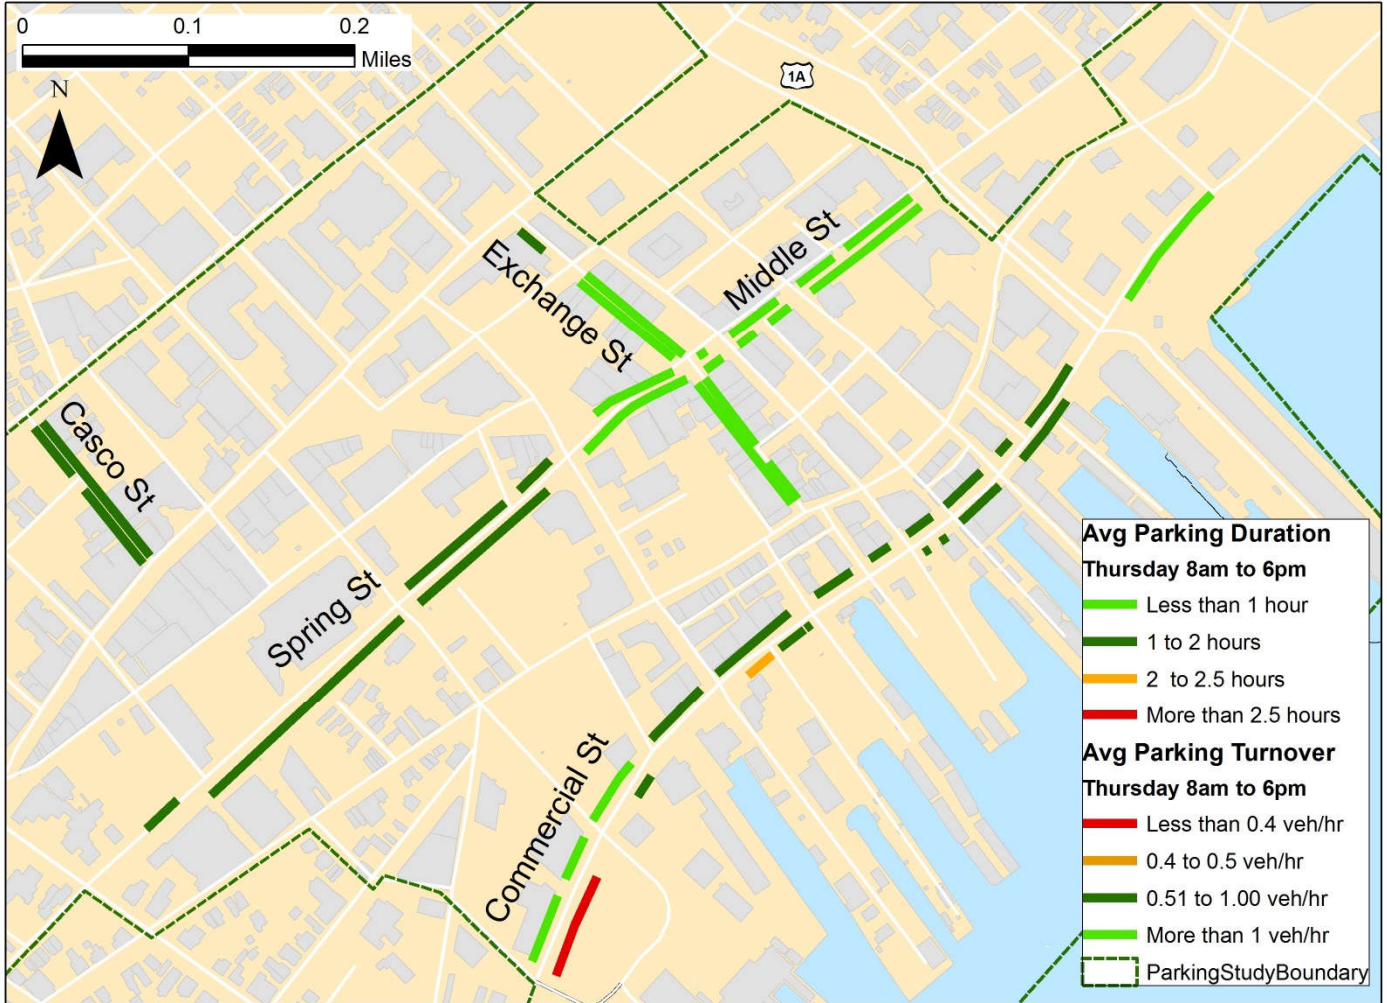 0 0.1 0.2
Miles
N
1A
Middle St
Exchange St
Casco St
Spring St
Commercial St
Avg Parking Duration
Thursday 8am to 6pm
Less than 1 hour
1 to 2 hours
2 to 2.5 hours
More than 2.5 hours
Avg Parking Turnover
Thursday 8am to 6pm
Less than 0.4 veh/hr
0.4 to 0.5 veh/hr
0.51 to 1.00 veh/hr
More than 1 veh/hr
ParkingStudyBoundary